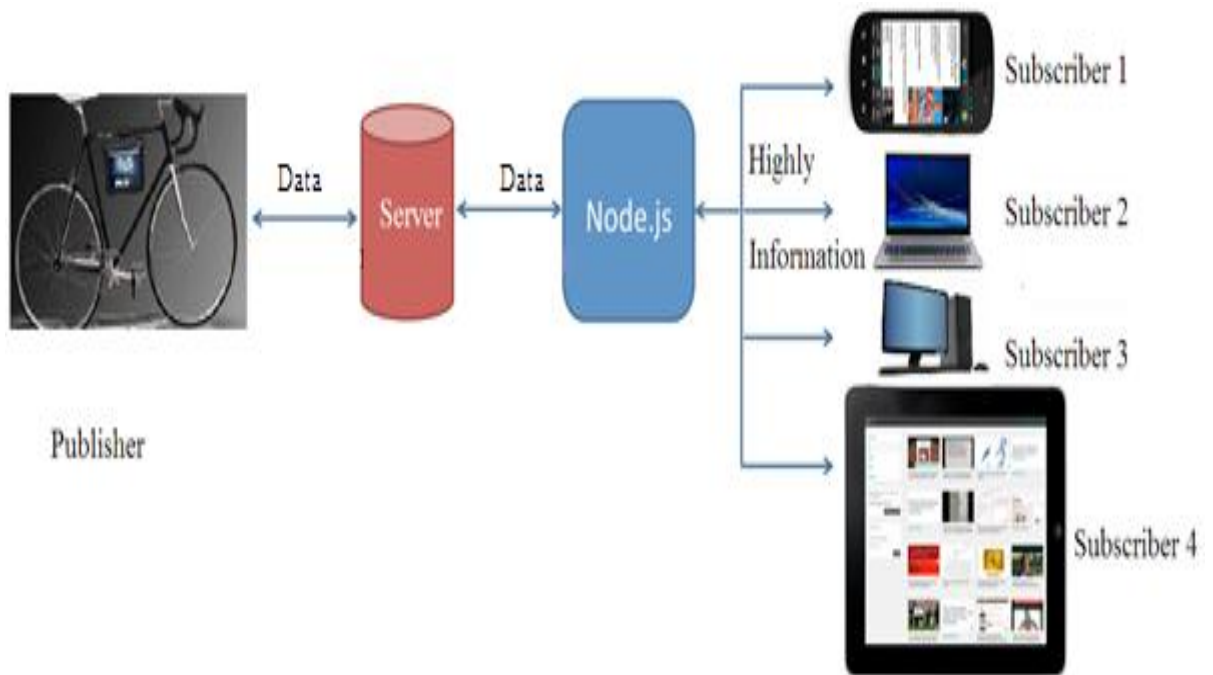 Publisher
Data
Server
Data
Node.js
Highly
Information
Subscriber 1
Subscriber 2
Subscriber 3
Subscriber 4